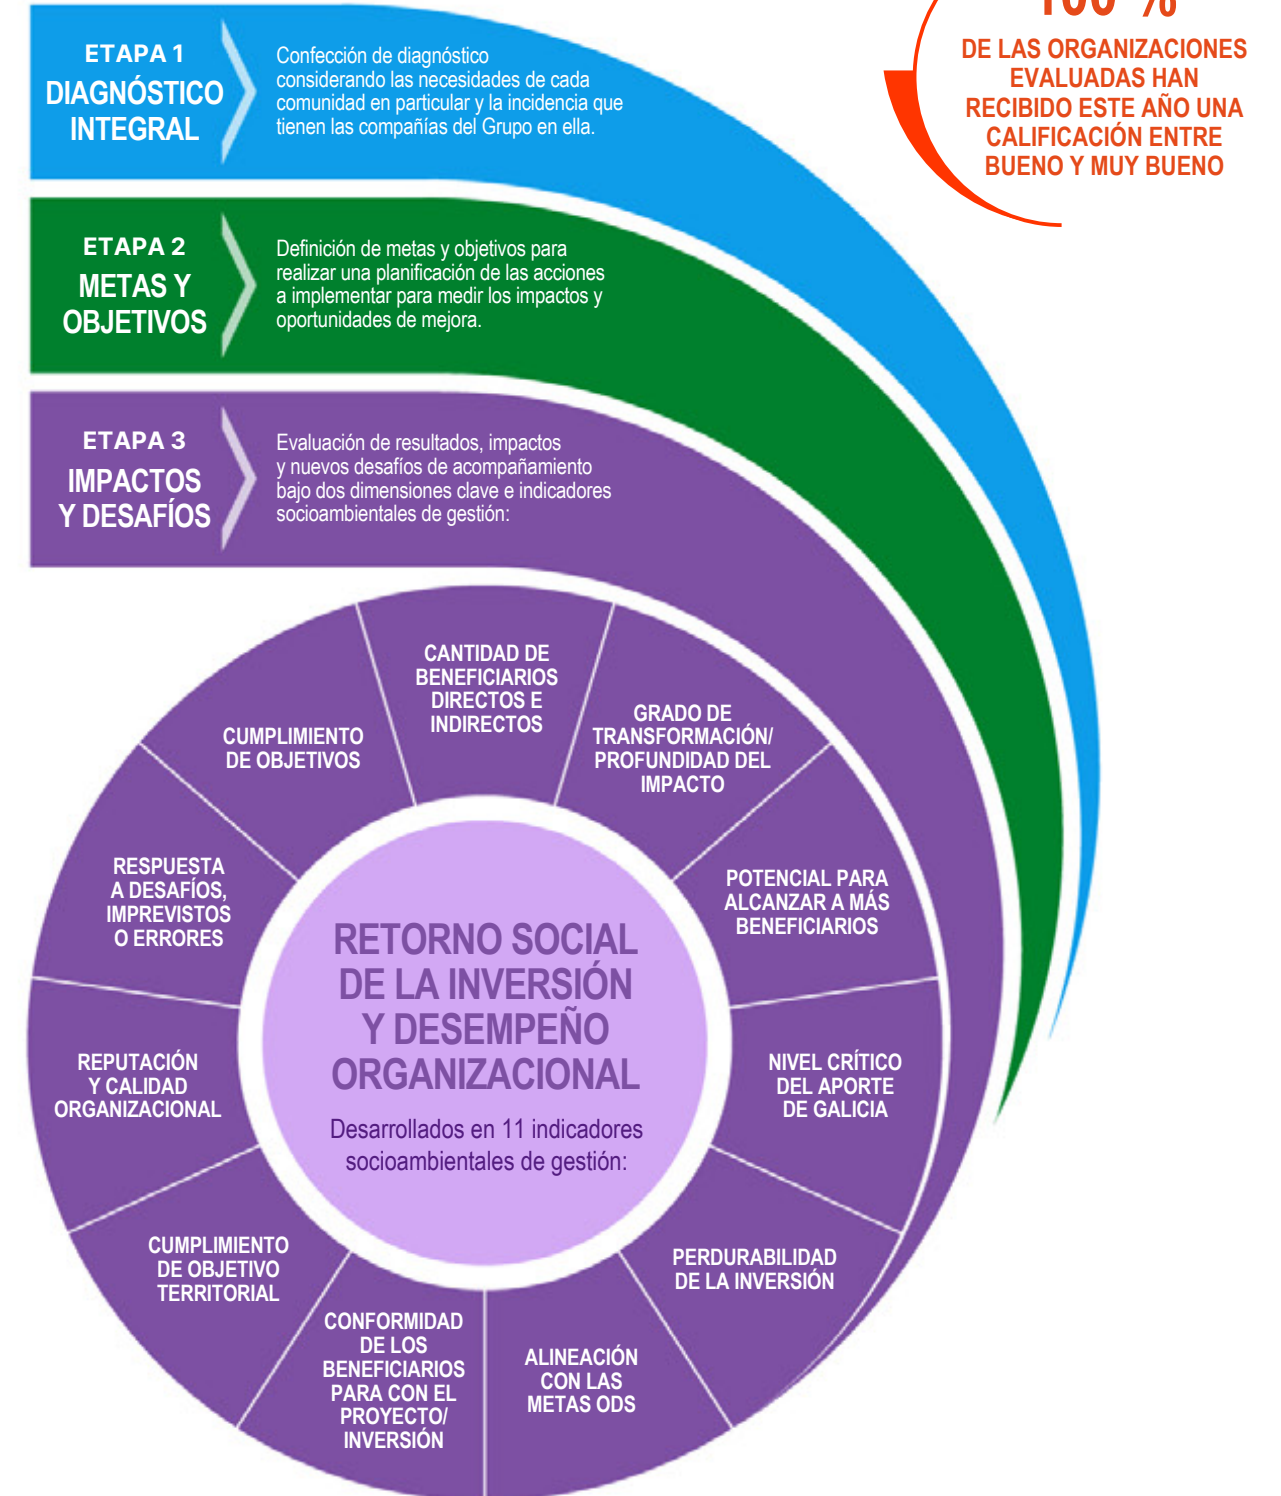 ETAPA 1
DIAGNÓSTICO
INTEGRAL
Confección de diagnóstico
considerando las necesidades de cada
comunidad en particular y la incidencia que
tienen las compañías del Grupo en ella.
100 %
DE LAS ORGANIZACIONES
EVALUADAS HAN
RECIBIDO ESTE AÑO UNA
CALIFICACIÓN ENTRE
BUENO Y MUY BUENO
ETAPA 2
METAS Y
OBJETIVOS
Definición de metas y objetivos para
realizar una planificación de las acciones
a implementar para medir los impactos y
oportunidades de mejora.
ETAPA 3
IMPACTOS
Y DESAFÍOS
Evaluación de resultados, impactos
y nuevos desafíos de acompañamiento
bajo dos dimensiones clave e indicadores
socioambientales de gestión:
CANTIDAD DE
BENEFICIARIOS
DIRECTOS E
INDIRECTOS
GRADO DE
TRANSFORMACIÓN/
PROFUNDIDAD DEL
IMPACTO
POTENCIAL PARA
ALCANZAR A MÁS
BENEFICIARIOS
NIVEL CRÍTICO
DEL APORTE
DE GALICIA
PERDURABILIDAD
DE LA INVERSIÓN
ALINEACIÓN
CON LAS
METAS ODS
CONFORMIDAD
DE LOS
BENEFICIARIOS
PARA CON EL
PROYECTO/
INVERSIÓN
CUMPLIMIENTO
DE OBJETIVO
TERRITORIAL
REPUTACIÓN
Y CALIDAD
ORGANIZACIONAL
RESPUESTA
A DESAFÍOS,
IMPREVISTOS
O ERRORES
CUMPLIMIENTO
DE OBJETIVOS
RETORNO SOCIAL
DE LA INVERSIÓN
Y DESEMPEÑO
ORGANIZACIONAL
Desarrollados en 11 indicadores
socioambientales de gestión: